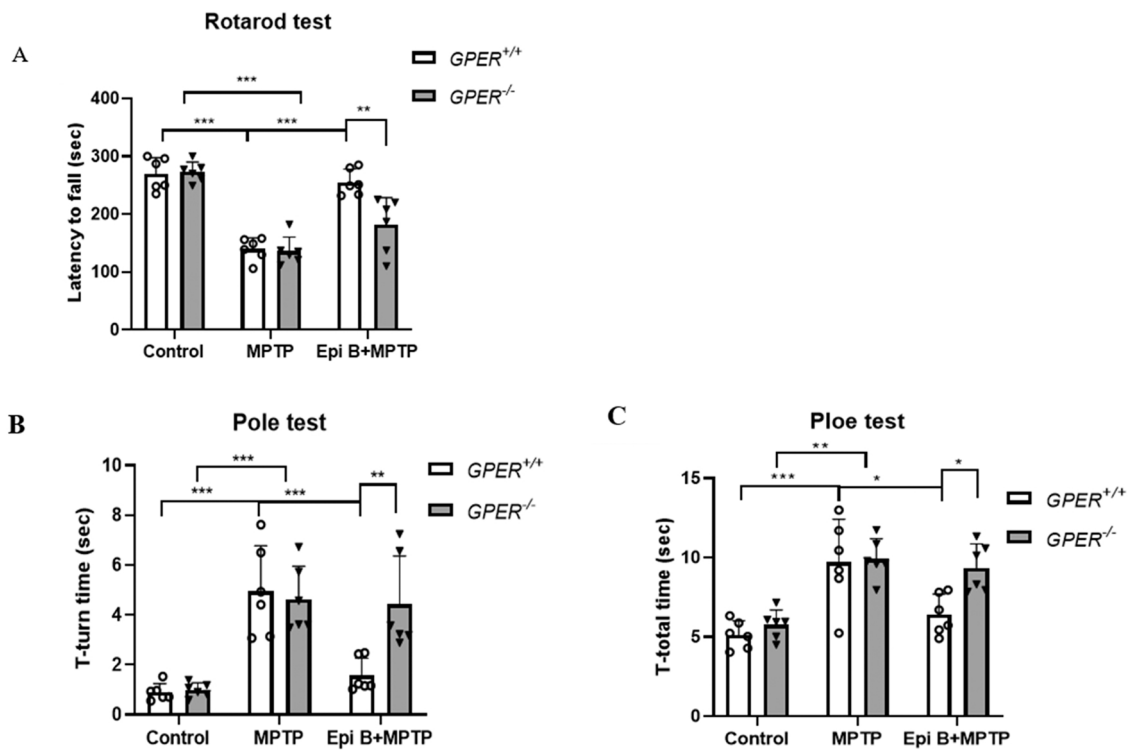 Rotarod test
A
GPER+/+
GPER-/-
***
***
***
**
400
300
200
100
0
Latency to fall (sec)
Control
MPTP
Epi B+MPTP
B
Pole test
GPER+/+
GPER-/-
***
***
***
**
10
8
6
4
2
0
T-turn time (sec)
Control
MPTP
Epi B+MPTP
C
Ploe test
GPER+/+
GPER-/-
**
***
*
*
15
10
5
0
T-total time (sec)
Control
MPTP
Epi B+MPTP